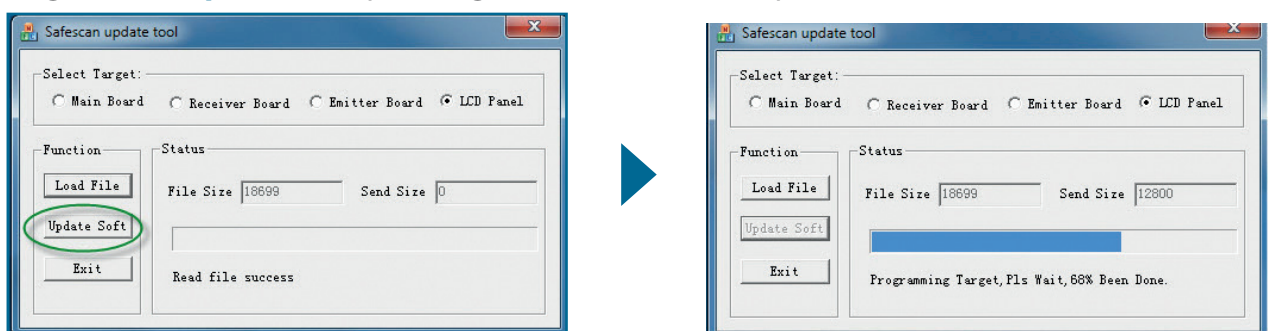 Safescan update tool
Select Target:
Main Board Receiver Board Emitter Board LCD Panel
Function
Load File
Update Soft
Exit
Status
File Size 18699 Send Size 0
Read file success
Safescan update tool
Select Target:
Main Board Receiver Board Emitter Board LCD Panel
Function
Load File
Update Soft
Exit
Status
File Size 18699 Send Size 12800
Programming Target,Pls Wait,68% Been Done.